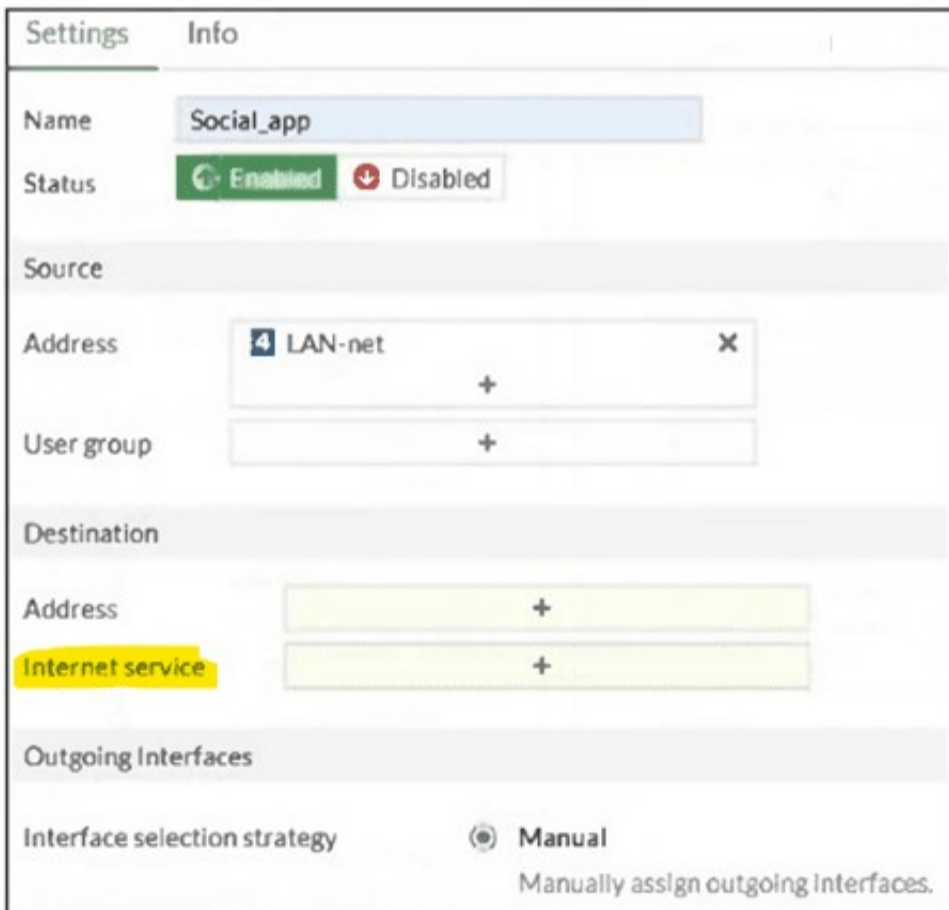 Settings Info
Name Social_app
Status Enabled Disabled
Source
Address 4 LAN-net ×
+
User group +
Destination
Address +
Internet service +
Outgoing Interfaces
Interface selection strategy Manual
Manually assign outgoing interfaces.